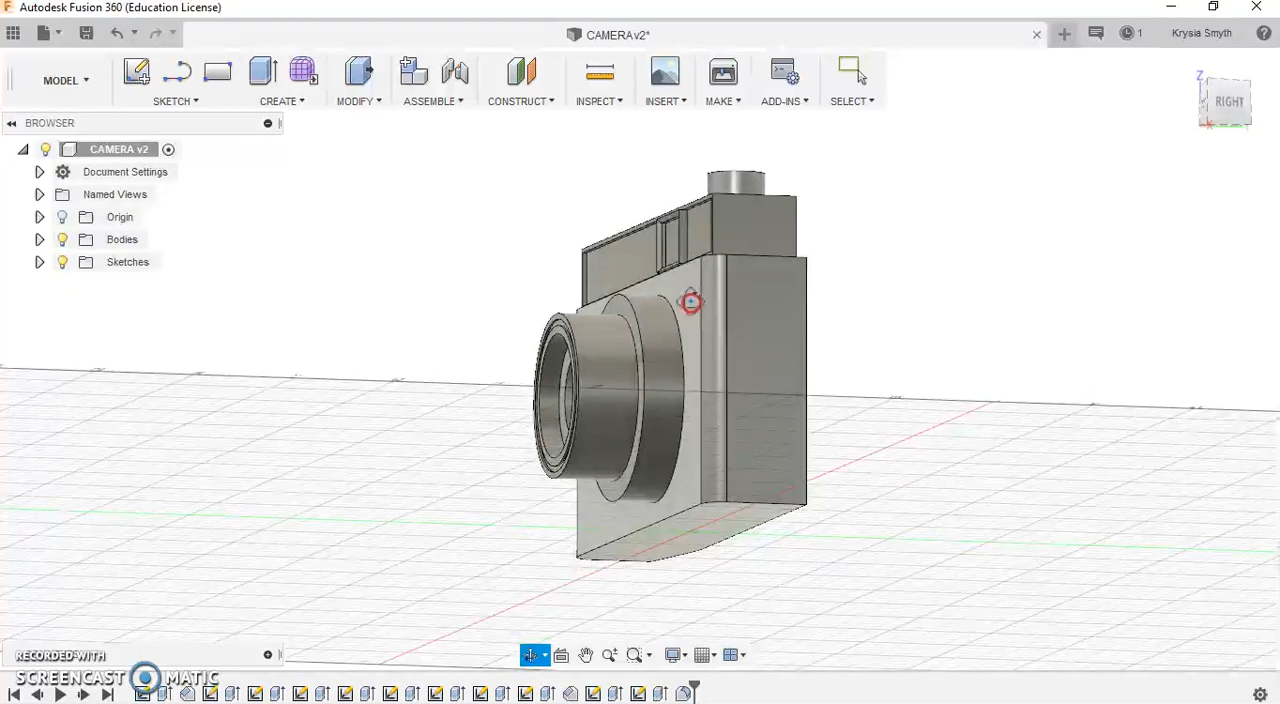 Autodesk Fusion 360 (Education License)
CAMERA v2*
1
Krysia Smyth
MODEL
SKETCH
CREATE
MODIFY
ASSEMBLE
CONSTRUCT
INSPECT
INSERT
MAKE
ADD-INS
SELECT
Z
RIGHT
BROWSER
CAMERA v2
Document Settings
Named Views
Origin
Bodies
Sketches
RECORDED WITH
SCREENCAST MATIC